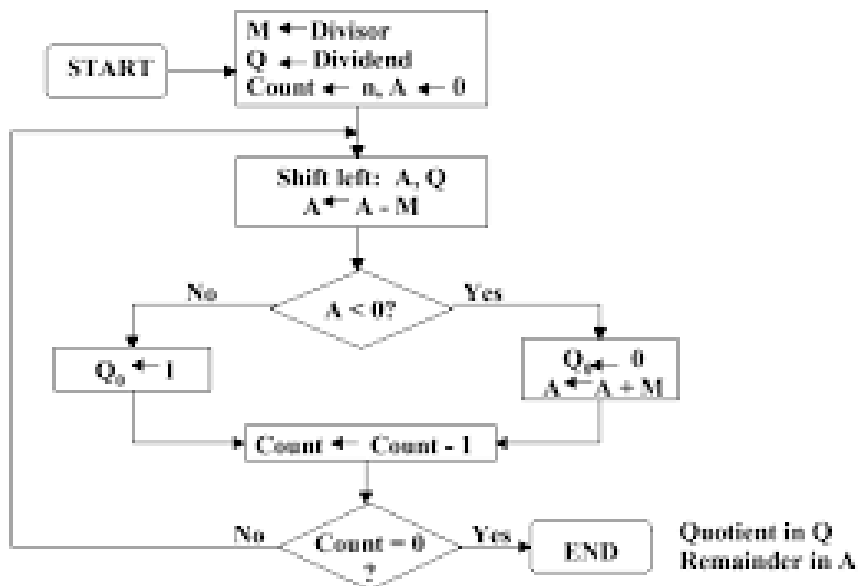 START
M ← Divisor
Q ← Dividend
Count ← n, A ← 0
Shift left: A, Q
A ← A - M
No
A < 0?
Yes
Q₀ ← 1
Q₀ ← 0
A ← A + M
Count ← Count - 1
No
Count = 0
?
Yes
END
Quotient in Q
Remainder in A